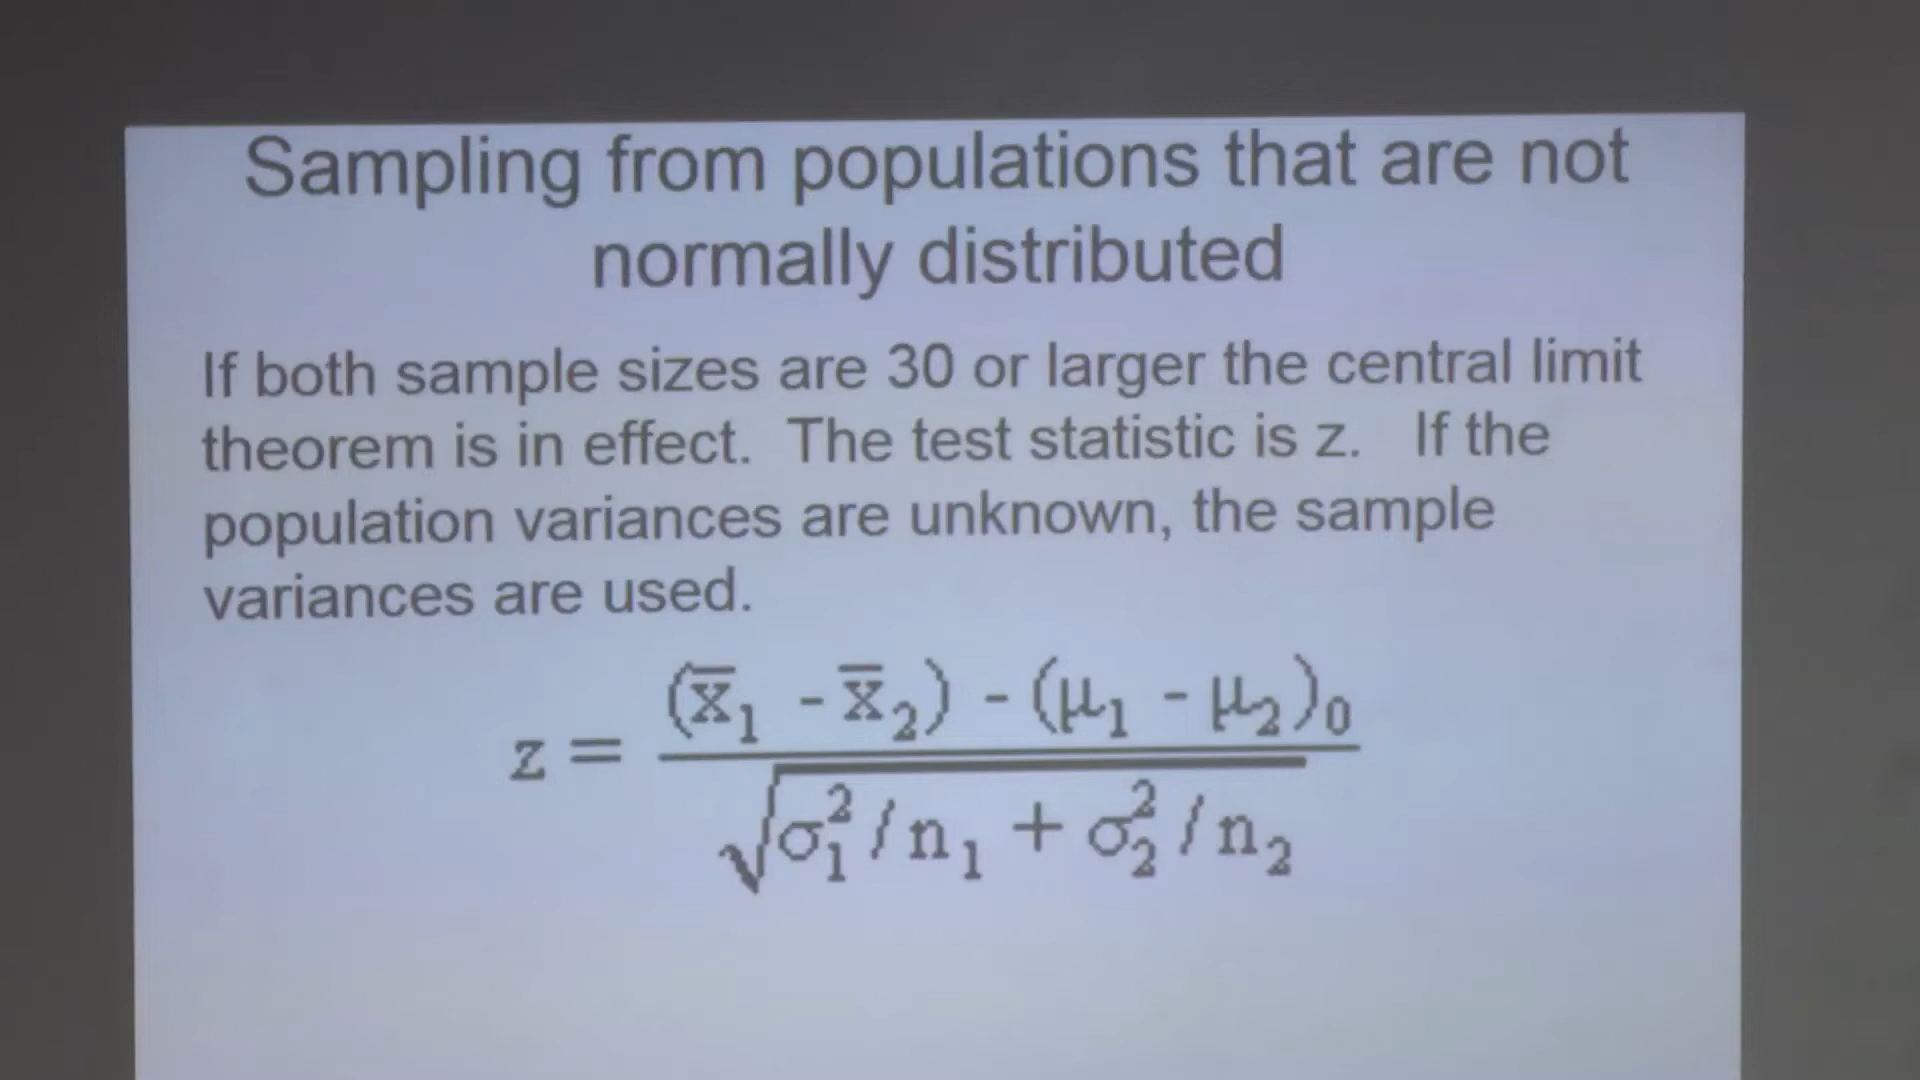 Sampling from populations that are not
normally distributed
If both sample sizes are 30 or larger the central limit
theorem is in effect. The test statistic is z. If the
population variances are unknown, the sample
variances are used.
z = ((x̄₁ - x̄₂) - (μ₁ - μ₂)₀) / √(σ₁²/n₁ + σ₂²/n₂)